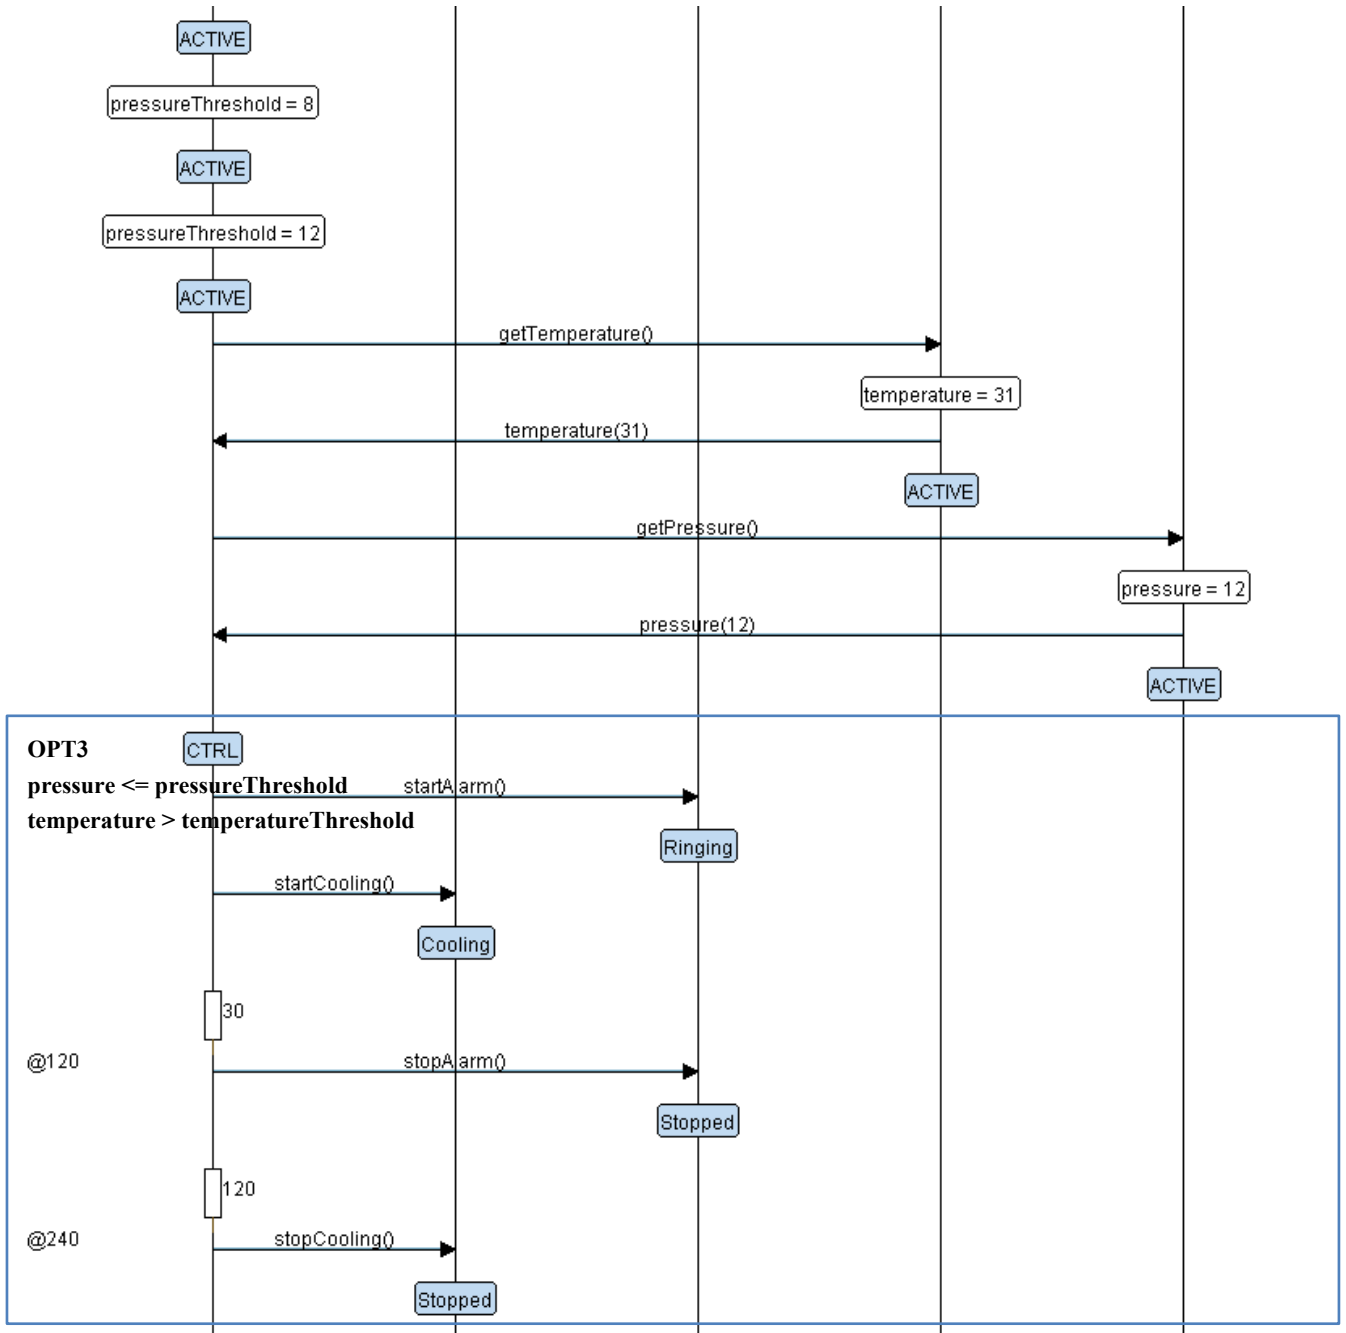 ACTIVE
pressureThreshold = 8
ACTIVE
pressureThreshold = 12
ACTIVE
getTemperature()
temperature = 31
temperature(31)
ACTIVE
getPressure()
pressure = 12
pressure(12)
ACTIVE
OPT3
CTRL
pressure <= pressureThreshold
startAlarm()
temperature > temperatureThreshold
Ringing
startCooling()
Cooling
30
@120
stopAlarm()
Stopped
120
@240
stopCooling()
Stopped